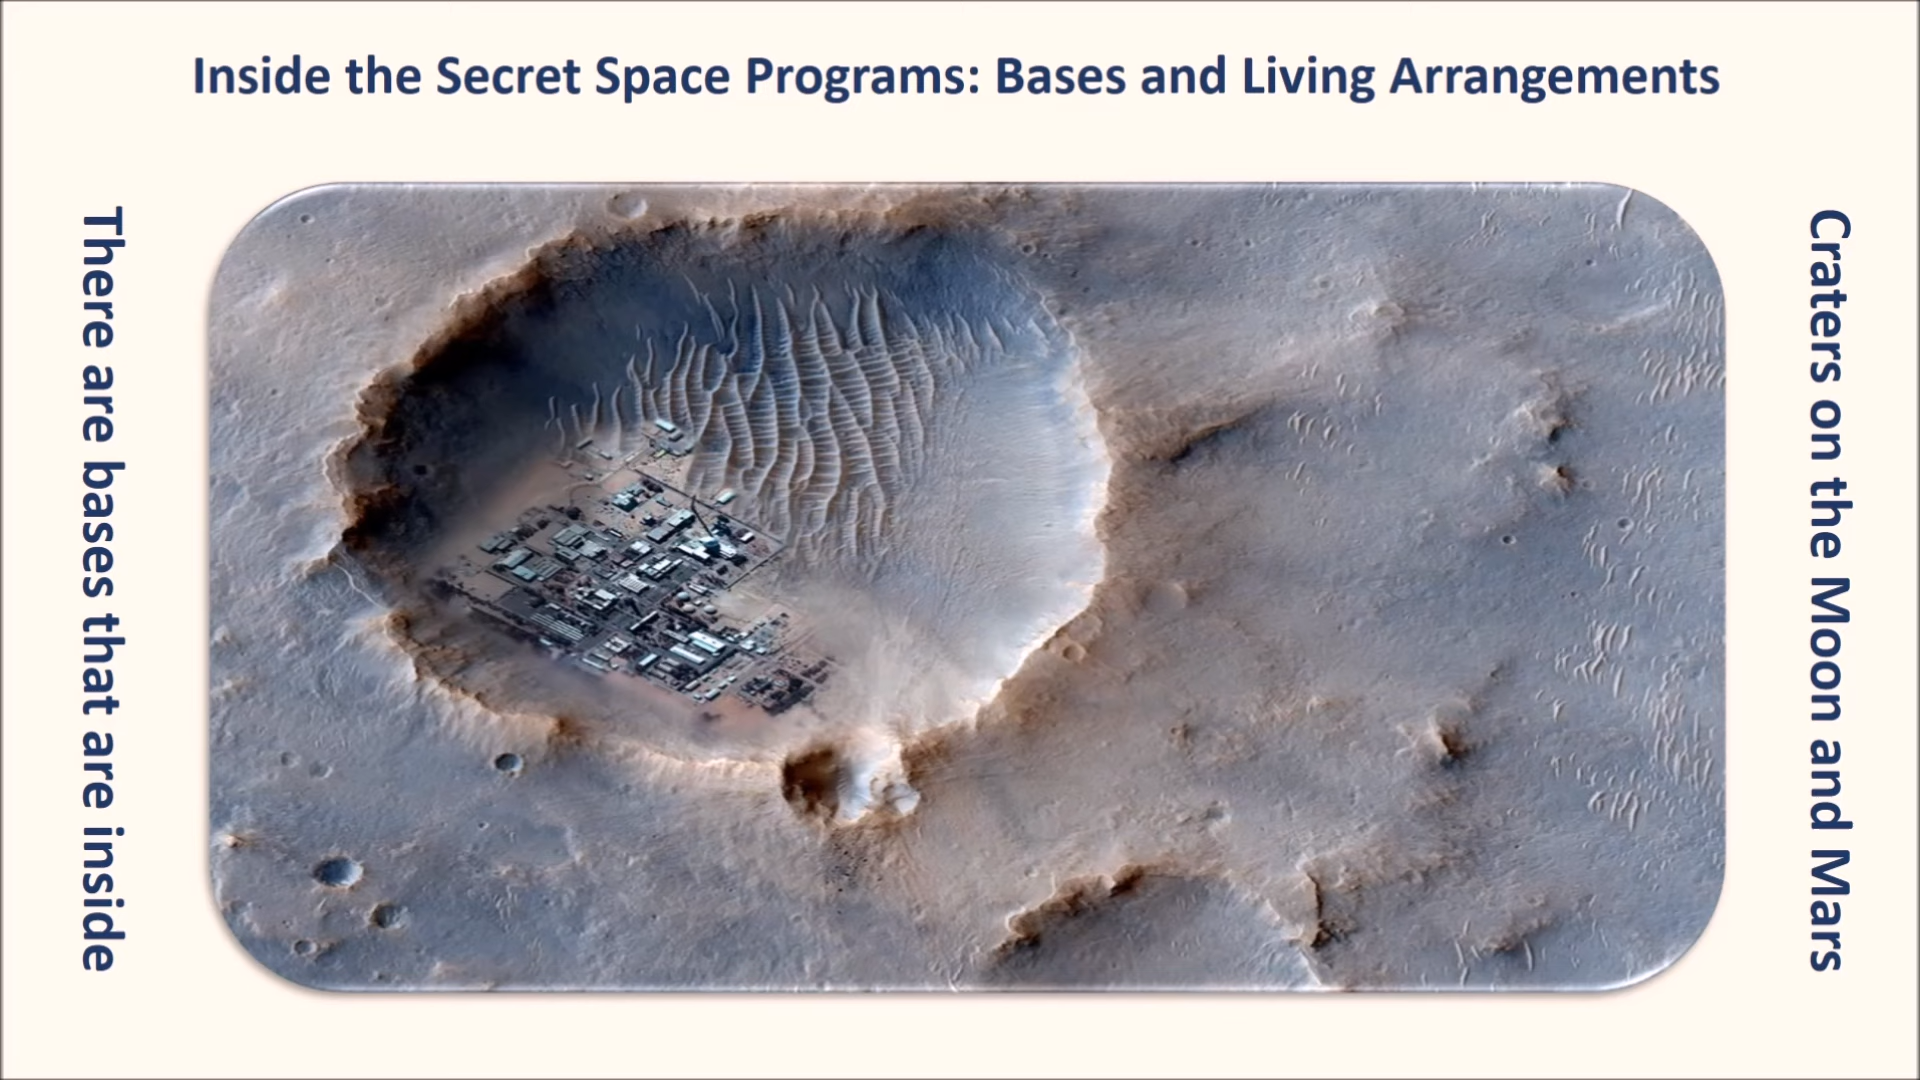 Inside the Secret Space Programs: Bases and Living Arrangements
There are bases that are inside
Craters on the Moon and Mars